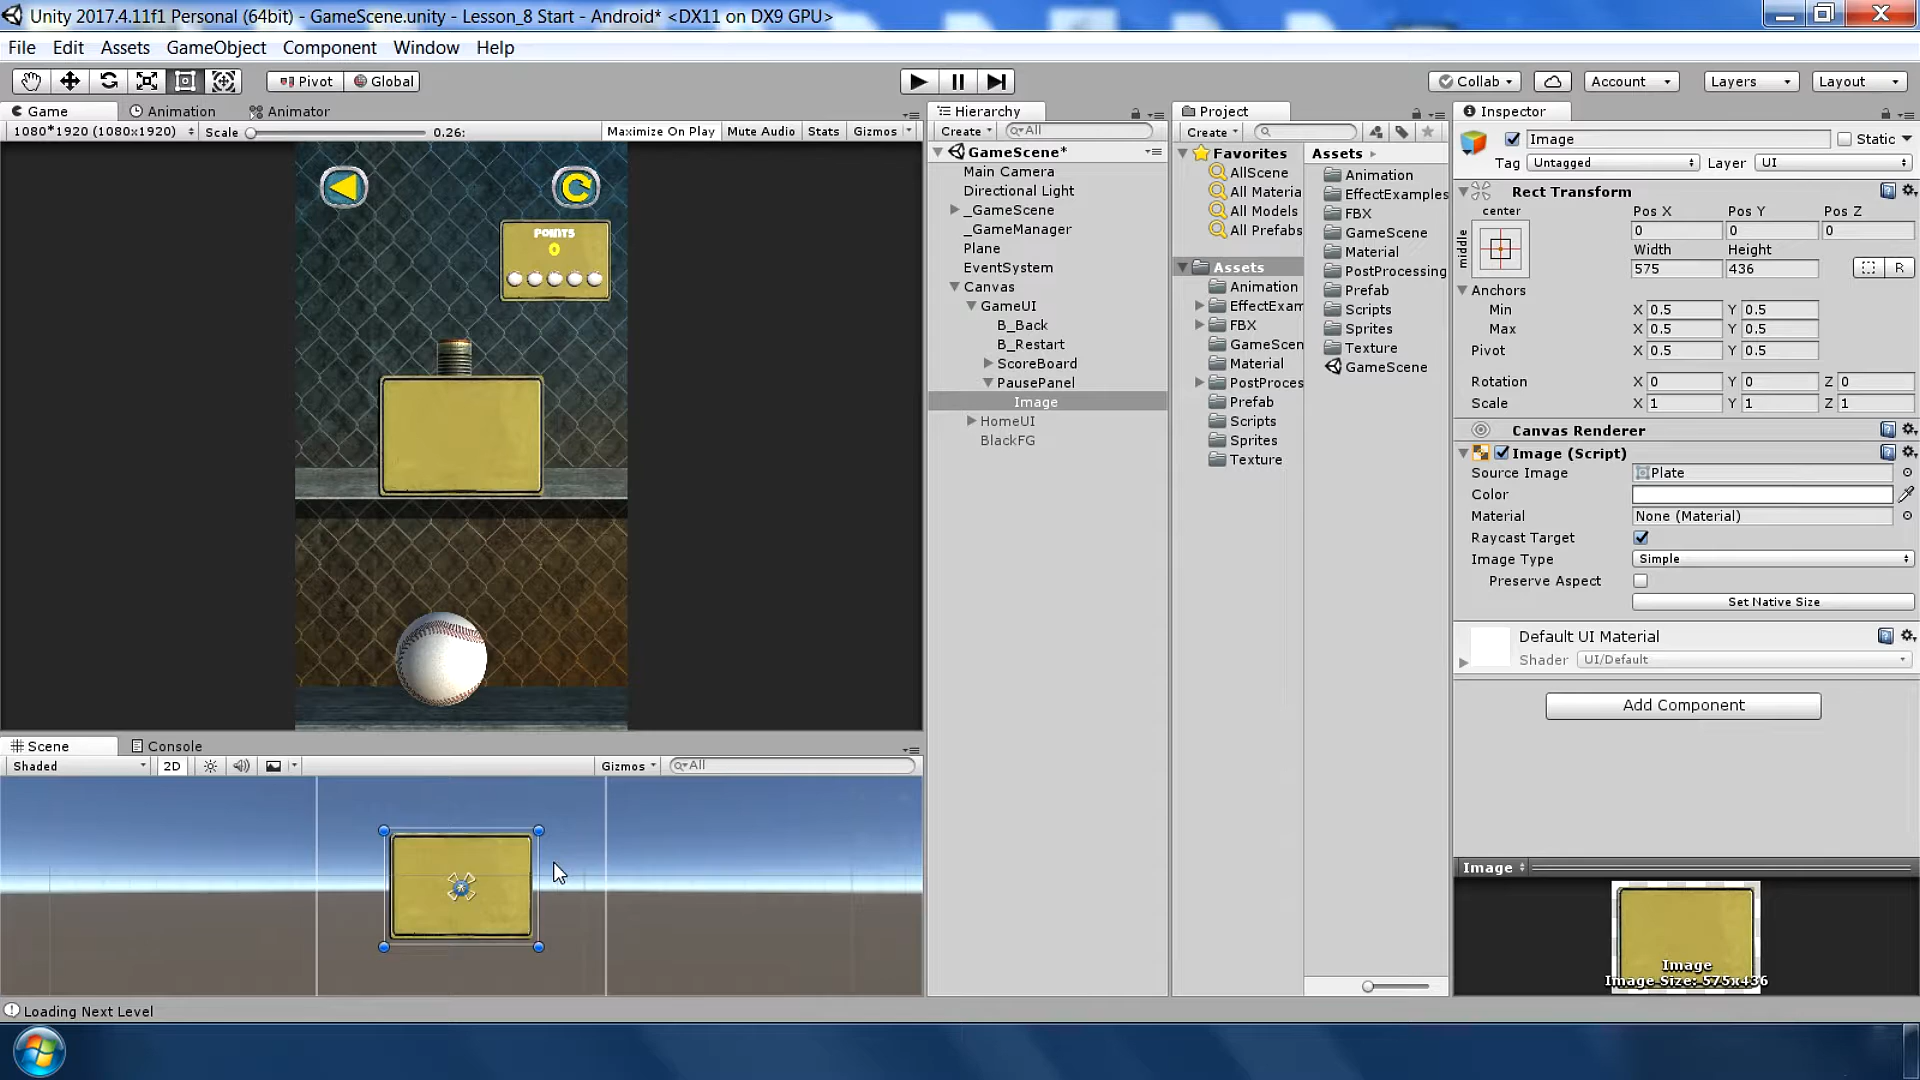 Unity 2017.4.11f1 Personal (64bit) - GameScene.unity - Lesson_8 Start - Android* <DX11 on DX9 GPU>
File Edit Assets GameObject Component Window Help
Pivot Global Collab Account Layers Layout
Game Animation Animator
1080*1920 (1080x1920) Scale 0.26: Maximize On Play Mute Audio Stats Gizmos
POINTS
0
Scene Console
Shaded 2D Gizmos All
Loading Next Level
Hierarchy
Create All
GameScene*
Main Camera
Directional Light
_GameScene
_GameManager
Plane
EventSystem
Canvas
GameUI
B_Back
B_Restart
ScoreBoard
PausePanel
Image
HomeUI
BlackFG
Project
Create
Favorites
AllScene
All Materia
All Models
All Prefabs
Assets
Animation
EffectExam
FBX
GameScen
Material
PostProces
Prefab
Scripts
Sprites
Texture
Assets
Animation
EffectExamples
FBX
GameScene
Material
PostProcessing
Prefab
Scripts
Sprites
Texture
GameScene
Inspector
Image Static
Tag Untagged Layer UI
Rect Transform
center
middle
Pos X Pos Y Pos Z
0 0 0
Width Height
575 436 R
Anchors
Min X 0.5 Y 0.5
Max X 0.5 Y 0.5
Pivot X 0.5 Y 0.5
Rotation X 0 Y 0 Z 0
Scale X 1 Y 1 Z 1
Canvas Renderer
Image (Script)
Source Image Plate
Color
Material None (Material)
Raycast Target
Image Type Simple
Preserve Aspect
Set Native Size
Default UI Material
Shader UI/Default
Add Component
Image
Image
Image Size: 575x436